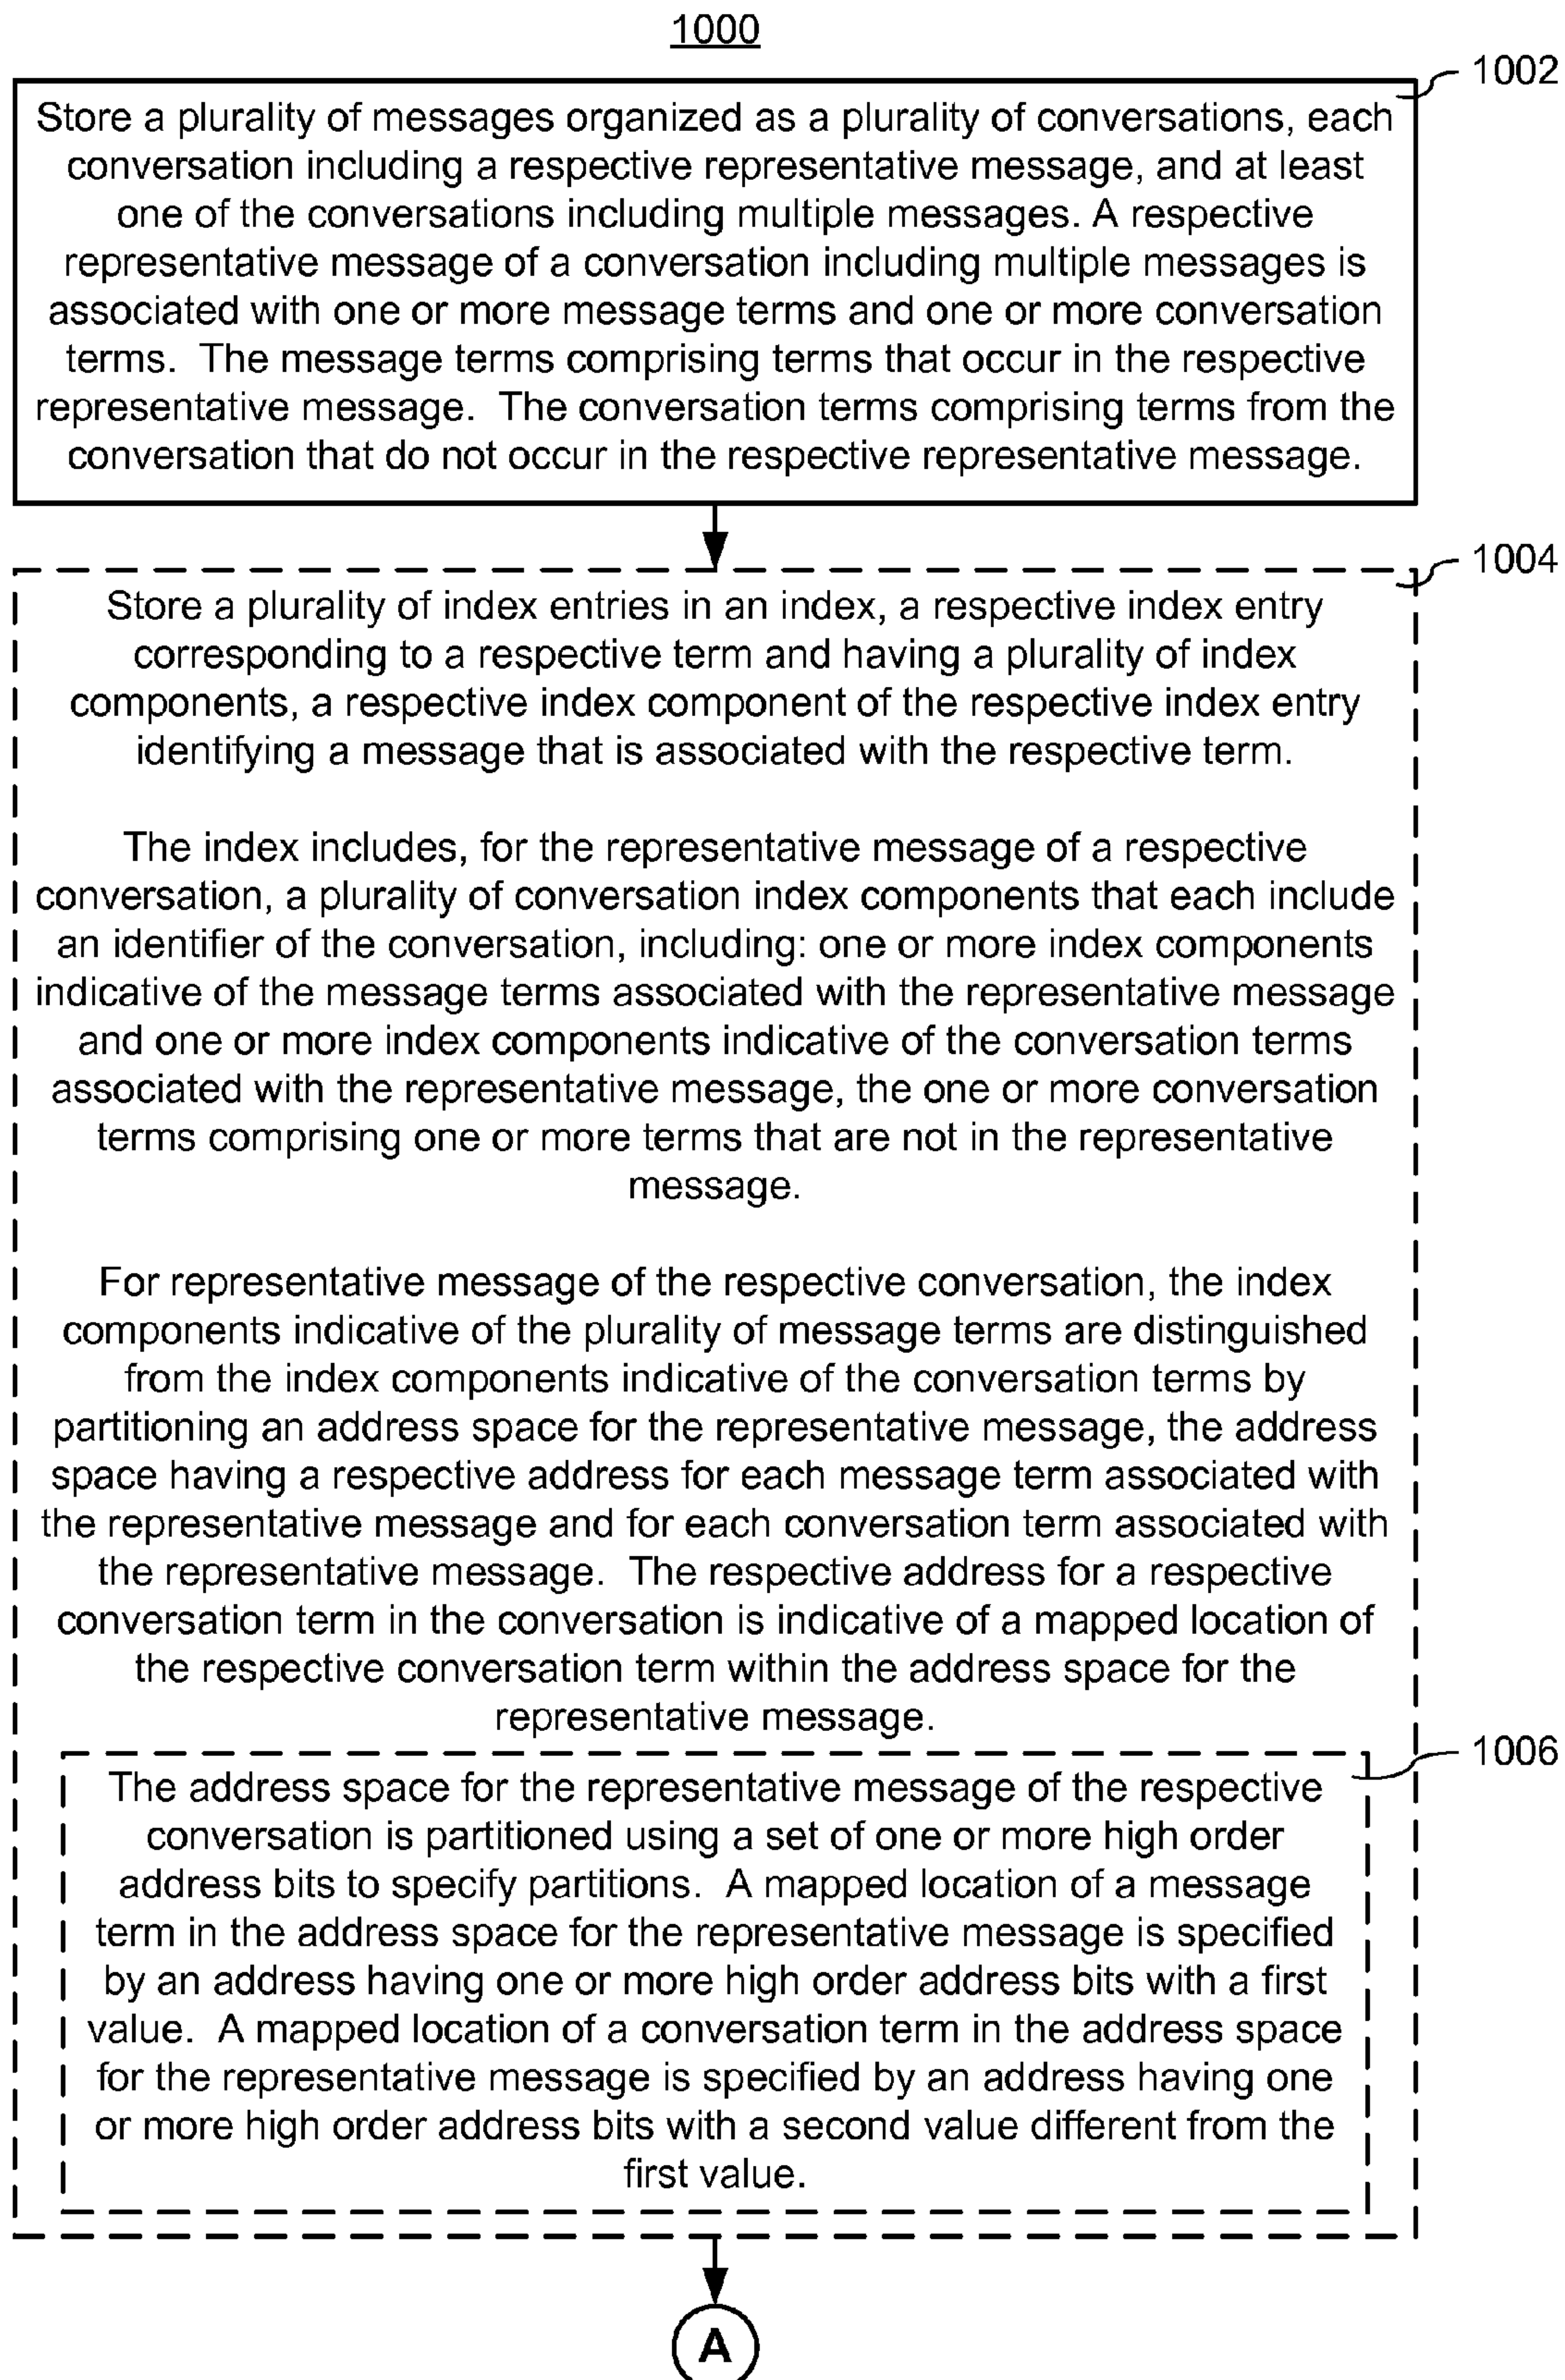 1000
1002
Store a plurality of messages organized as a plurality of conversations, each
conversation including a respective representative message, and at least
one of the conversations including multiple messages. A respective
representative message of a conversation including multiple messages is
associated with one or more message terms and one or more conversation
terms. The message terms comprising terms that occur in the respective
representative message. The conversation terms comprising terms from the
conversation that do not occur in the respective representative message.
1004
Store a plurality of index entries in an index, a respective index entry
corresponding to a respective term and having a plurality of index
components, a respective index component of the respective index entry
identifying a message that is associated with the respective term.
The index includes, for the representative message of a respective
conversation, a plurality of conversation index components that each include
an identifier of the conversation, including: one or more index components
indicative of the message terms associated with the representative message
and one or more index components indicative of the conversation terms
associated with the representative message, the one or more conversation
terms comprising one or more terms that are not in the representative
message.
For representative message of the respective conversation, the index
components indicative of the plurality of message terms are distinguished
from the index components indicative of the conversation terms by
partitioning an address space for the representative message, the address
space having a respective address for each message term associated with
the representative message and for each conversation term associated with
the representative message. The respective address for a respective
conversation term in the conversation is indicative of a mapped location of
the respective conversation term within the address space for the
representative message.
1006
The address space for the representative message of the respective
conversation is partitioned using a set of one or more high order
address bits to specify partitions. A mapped location of a message
term in the address space for the representative message is specified
by an address having one or more high order address bits with a first
value. A mapped location of a conversation term in the address space
for the representative message is specified by an address having one
or more high order address bits with a second value different from the
first value.
A